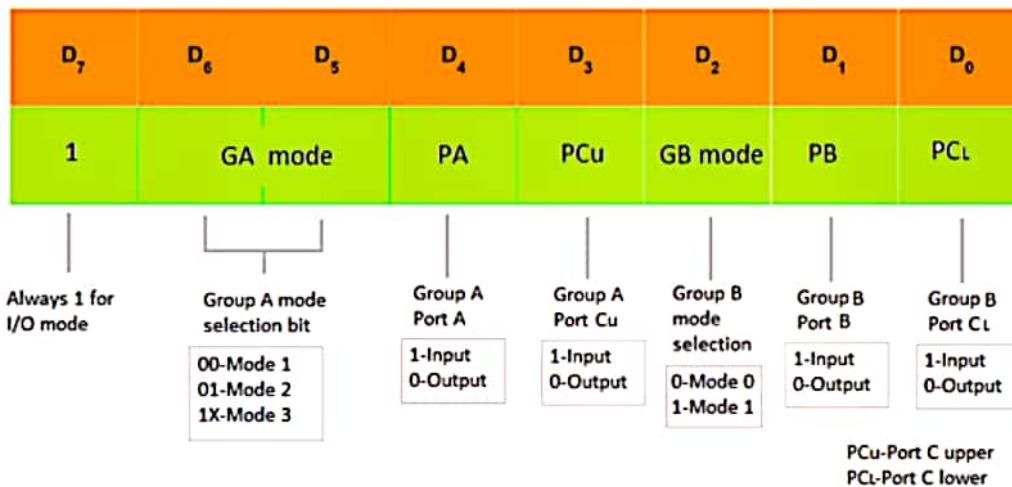 D₇ D₆ D₅ D₄ D₃ D₂ D₁ D₀
1 GA mode PA PCu GB mode PB PCL
Always 1 for
I/O mode
Group A mode
selection bit
00-Mode 1
01-Mode 2
1X-Mode 3
Group A
Port A
1-Input
0-Output
Group A
Port Cu
1-Input
0-Output
Group B
mode
selection
0-Mode 0
1-Mode 1
Group B
Port B
1-Input
0-Output
Group B
Port CL
1-Input
0-Output
PCu-Port C upper
PCL-Port C lower